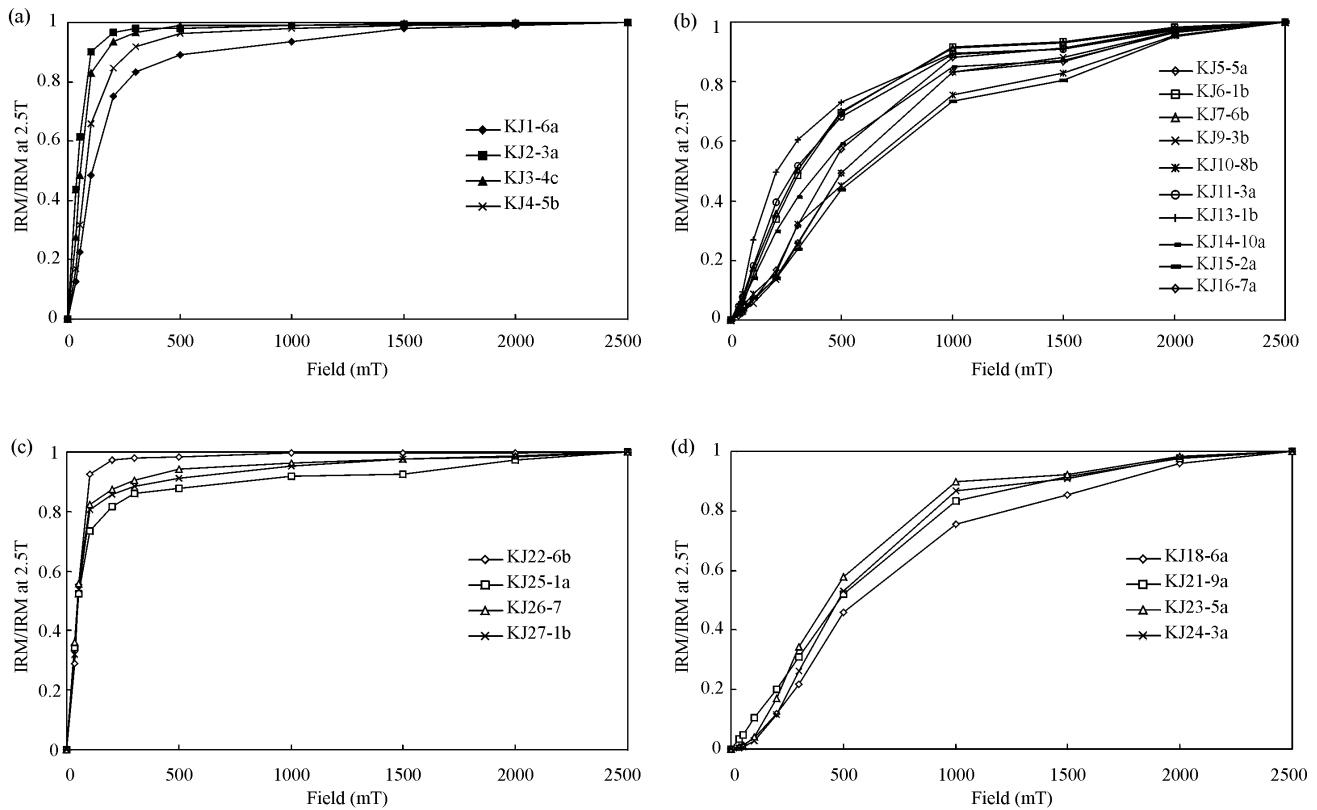 (a)
IRM/IRM at 2.5T
1
0.8
0.6
0.4
0.2
0
0 500 1000 1500 2000 2500
Field (mT)
KJ1-6a
KJ2-3a
KJ3-4c
KJ4-5b
(b)
IRM/IRM at 2.5T
1
0.8
0.6
0.4
0.2
0
0 500 1000 1500 2000 2500
Field (mT)
KJ5-5a
KJ6-1b
KJ7-6b
KJ9-3b
KJ10-8b
KJ11-3a
KJ13-1b
KJ14-10a
KJ15-2a
KJ16-7a
(c)
IRM/IRM at 2.5T
1
0.8
0.6
0.4
0.2
0
0 500 1000 1500 2000 2500
Field (mT)
KJ22-6b
KJ25-1a
KJ26-7
KJ27-1b
(d)
IRM/IRM at 2.5T
1
0.8
0.6
0.4
0.2
0
0 500 1000 1500 2000 2500
Field (mT)
KJ18-6a
KJ21-9a
KJ23-5a
KJ24-3a